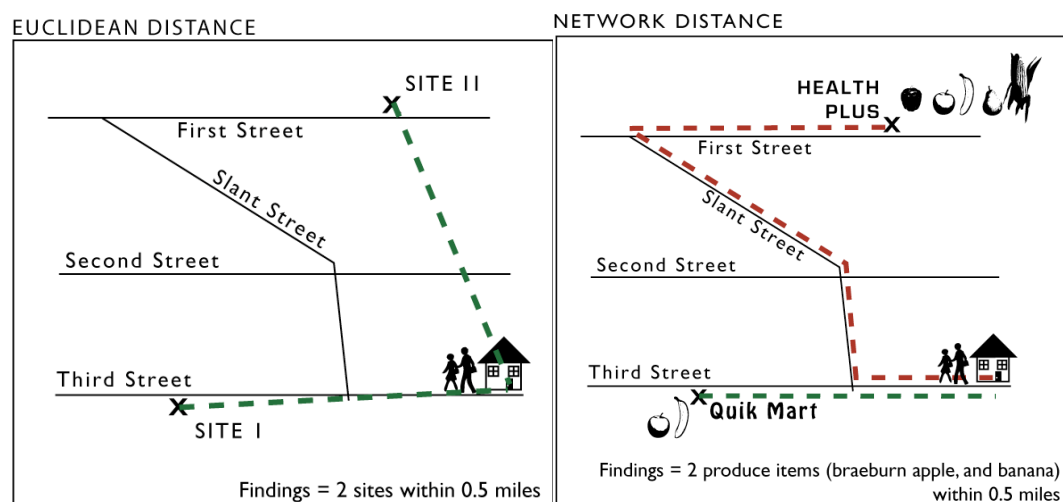 EUCLIDEAN DISTANCE
SITE II
First Street
Slant Street
Second Street
Third Street
SITE I
Findings = 2 sites within 0.5 miles
NETWORK DISTANCE
HEALTH
PLUS
X
First Street
Slant Street
Second Street
Third Street
X
Quik Mart
Findings = 2 produce items (braeburn apple, and banana)
within 0.5 miles